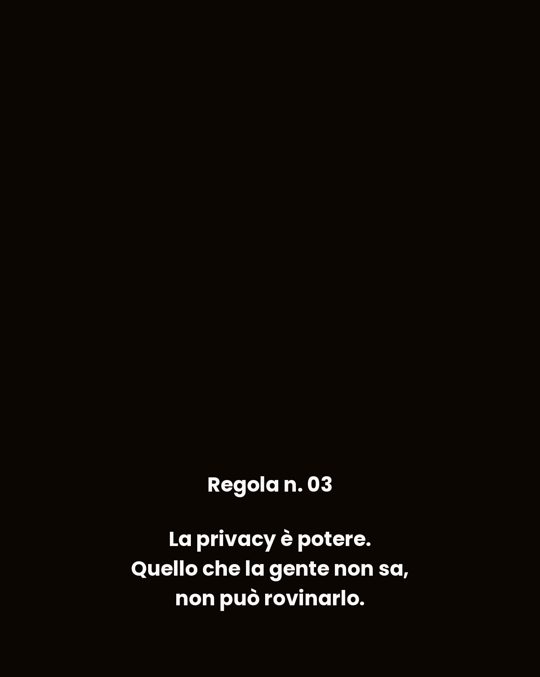 Regola n. 03
La privacy è potere.
Quello che la gente non sa,
non può rovinarlo.